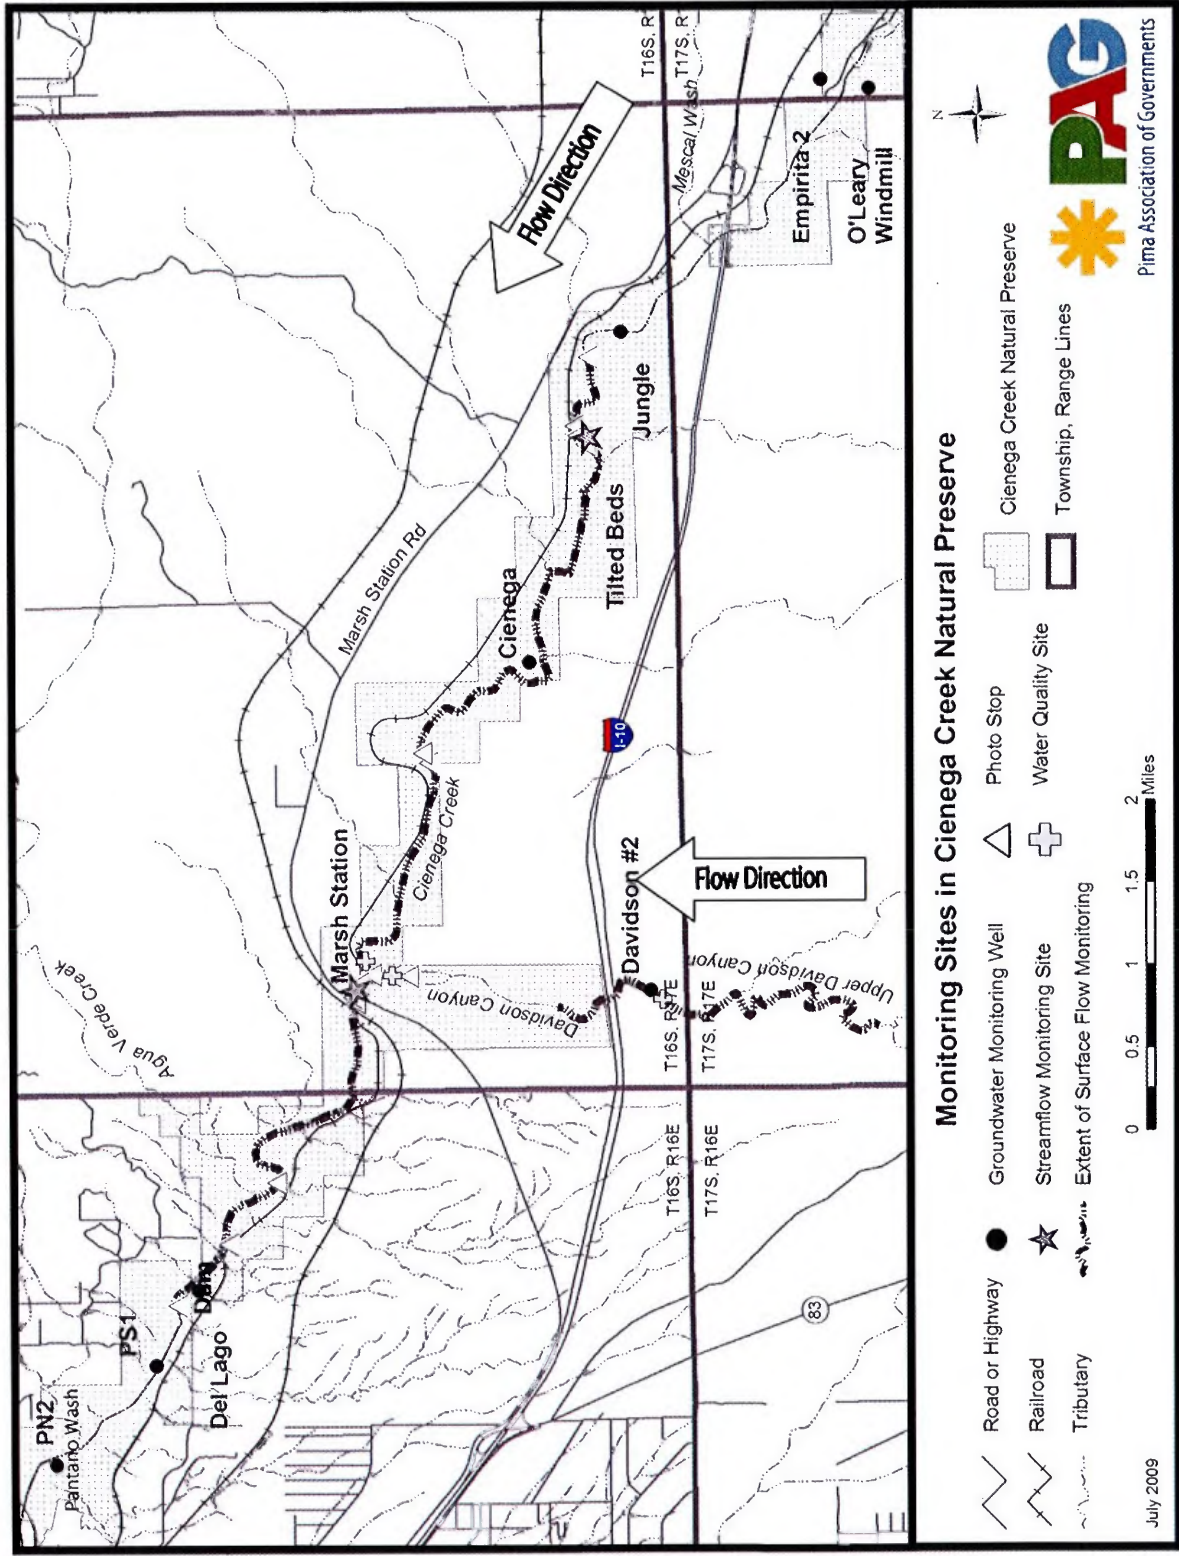 PN2
Pantano Wash
PS1
Del Lago
Dam
Agua Verde Creek
Marsh Station
Cienega Creek
Davidson Canyon
Davidson #2
Upper Davidson Canyon
Flow Direction
Marsh Station Rd
Cienega
Tilted Beds
Jungle
Flow Direction
Mescal Wash
Empirita 2
O'Leary
Windmill
I-10
83
T16S, R16E
T17S, R16E
T16S, R17E
T17S, R17E
T16S, R
T17S, R
Monitoring Sites in Cienega Creek Natural Preserve
N
Road or Highway
Railroad
Tributary
Groundwater Monitoring Well
Streamflow Monitoring Site
Extent of Surface Flow Monitoring
Photo Stop
Water Quality Site
Cienega Creek Natural Preserve
Township, Range Lines
0 0.5 1 1.5 2
Miles
July 2009
PAG
Pima Association of Governments